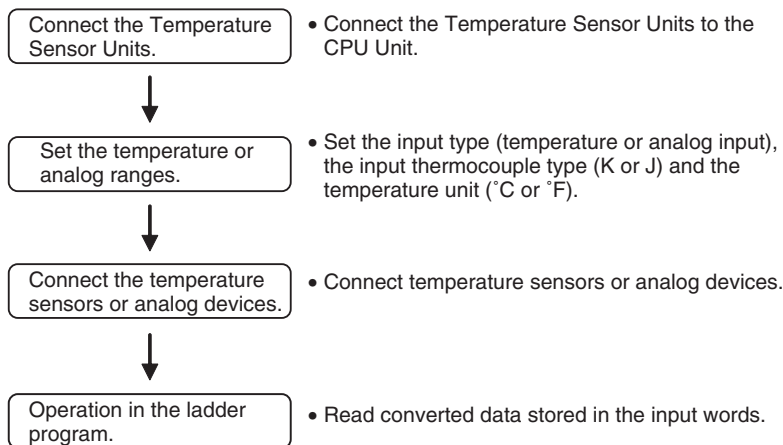 Connect the Temperature
Sensor Units.
• Connect the Temperature Sensor Units to the
CPU Unit.
Set the temperature or
analog ranges.
• Set the input type (temperature or analog input),
the input thermocouple type (K or J) and the
temperature unit (˚C or ˚F).
Connect the temperature
sensors or analog devices.
• Connect temperature sensors or analog devices.
Operation in the ladder
program.
• Read converted data stored in the input words.